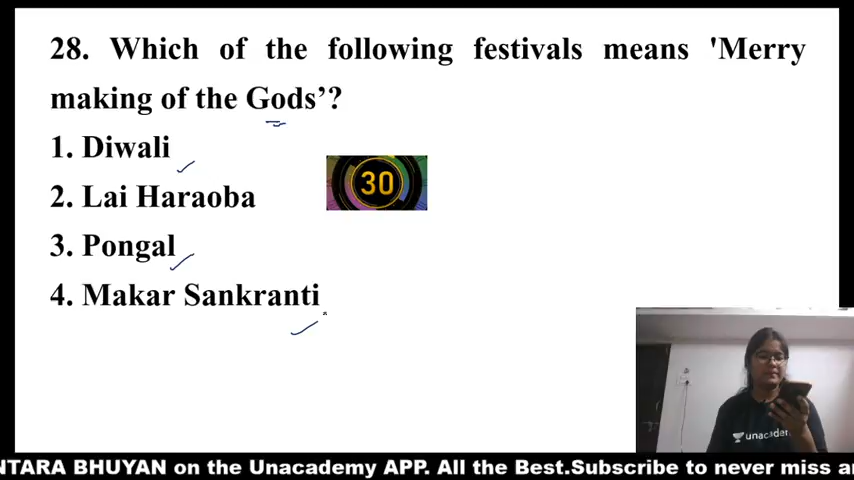 28. Which of the following festivals means 'Merry
making of the Gods’?
1. Diwali
2. Lai Haraoba
30
3. Pongal
4. Makar Sankranti
unacademy
NTARA BHUYAN on the Unacademy APP. All the Best.Subscribe to never miss an